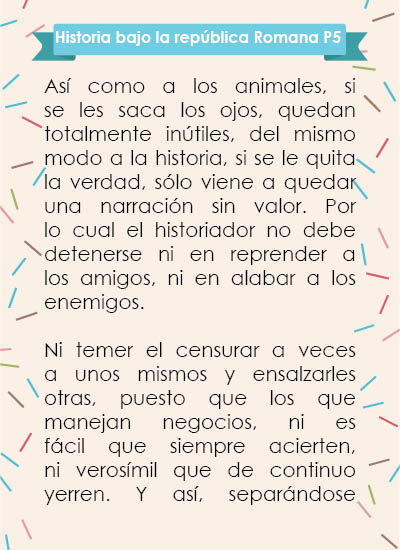 Historia bajo la república Romana P5
Así como a los animales, si
se les saca los ojos, quedan
totalmente inútiles, del mismo
modo a la historia, si se le quita
la verdad, sólo viene a quedar
una narración sin valor. Por
lo cual el historiador no debe
detenerse ni en reprender a
los amigos, ni en alabar a los
enemigos.
Ni temer el censurar a veces
a unos mismos y ensalzarles
otras, puesto que los que
manejan negocios, ni es
fácil que siempre acierten,
ni verosímil que de continuo
yerren. Y así, separándose